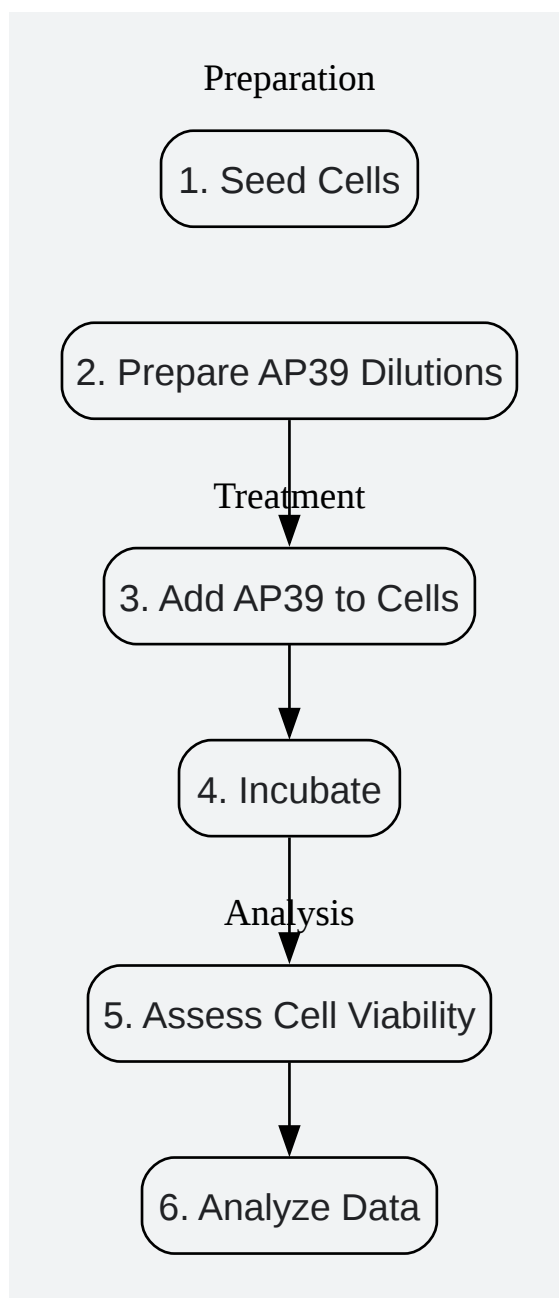 Preparation
1. Seed Cells
2. Prepare AP39 Dilutions
Treatment
3. Add AP39 to Cells
4. Incubate
Analysis
5. Assess Cell Viability
6. Analyze Data